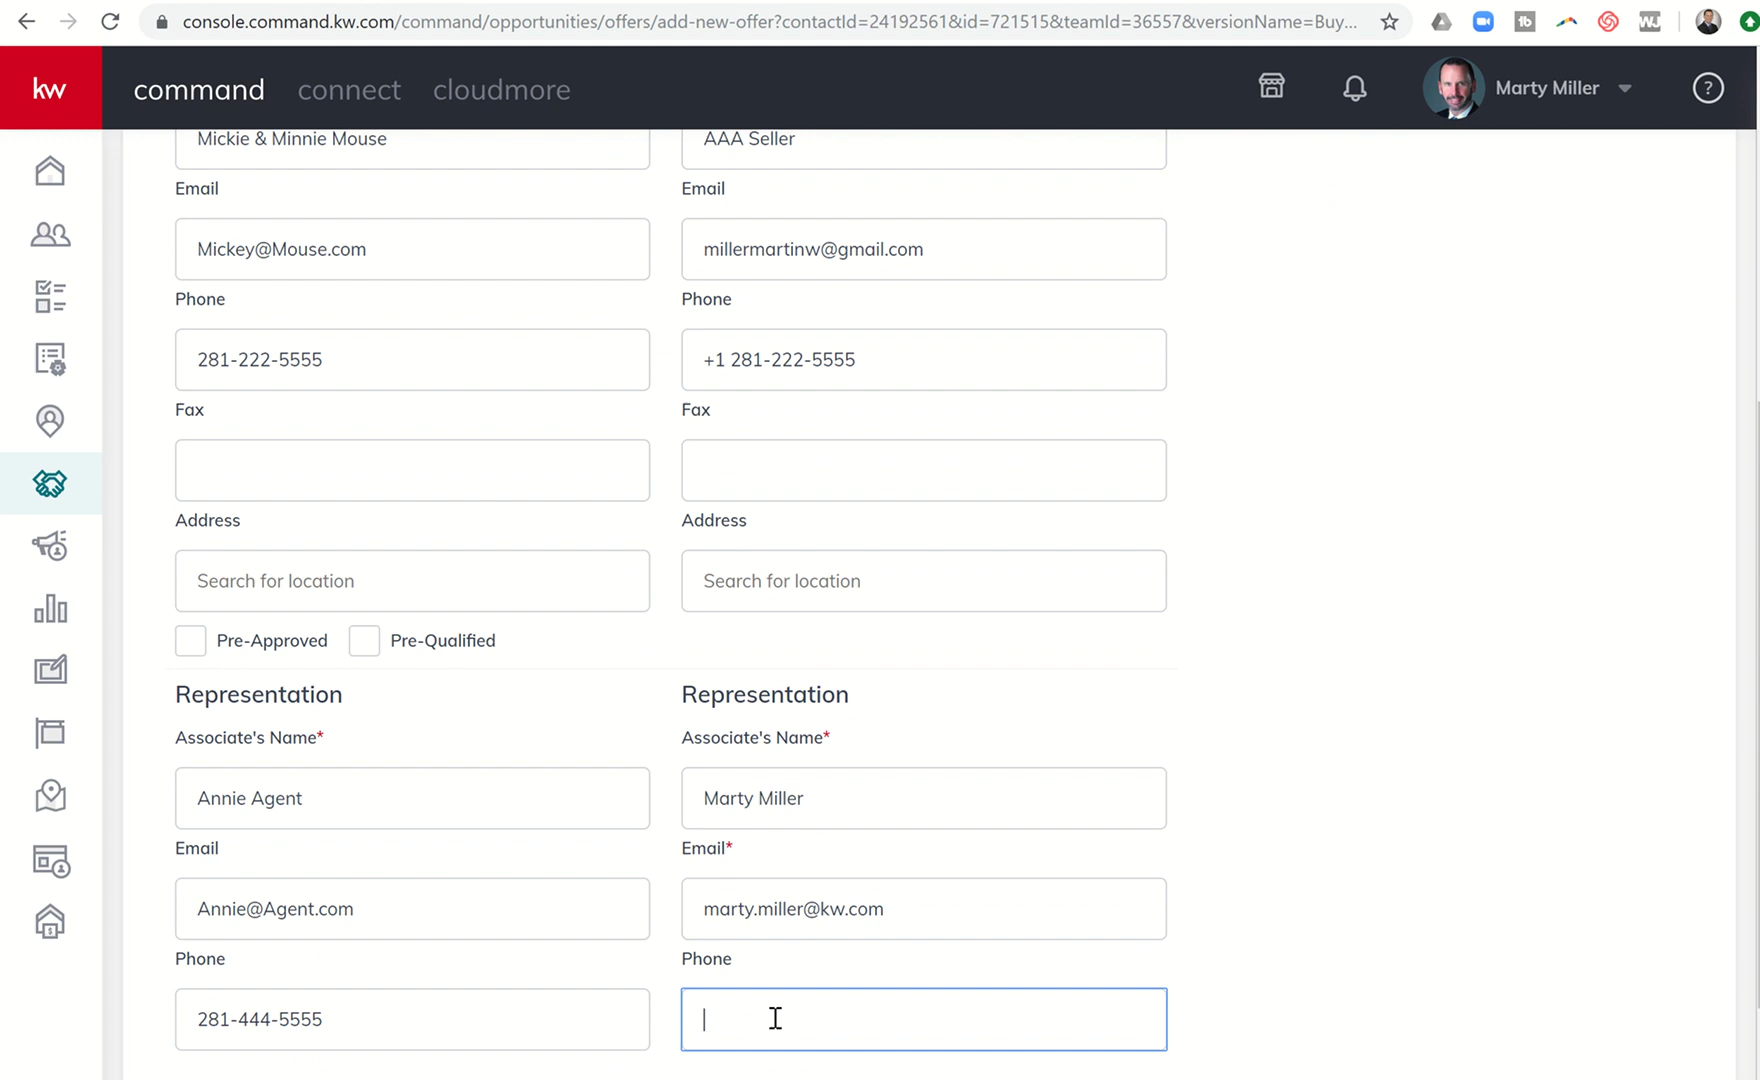 console.command.kw.com/command/opportunities/offers/add-new-offer?contactId=24192561&id=721515&teamId=36557&versionName=Buy...
tb
WJ
kw
command
connect
cloudmore
Marty Miller
?
Mickie & Minnie Mouse
AAA Seller
Email
Email
Mickey@Mouse.com
millermartinw@gmail.com
Phone
Phone
281-222-5555
+1 281-222-5555
Fax
Fax
Address
Address
Search for location
Search for location
Pre-Approved
Pre-Qualified
Representation
Representation
Associate's Name*
Associate's Name*
Annie Agent
Marty Miller
Email
Email*
Annie@Agent.com
marty.miller@kw.com
Phone
Phone
281-444-5555